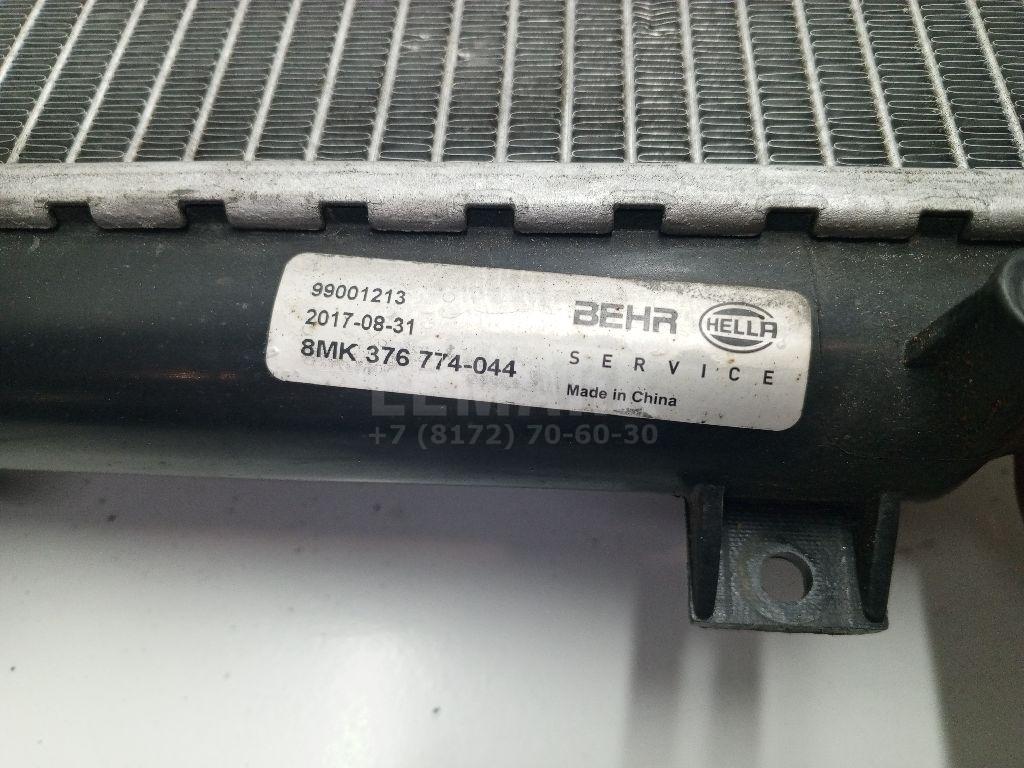 99001213
2017-08-31
8MK 376 774-044
BEHR HELLA
SERVICE
Made in China
+7 (8172) 70-60-30